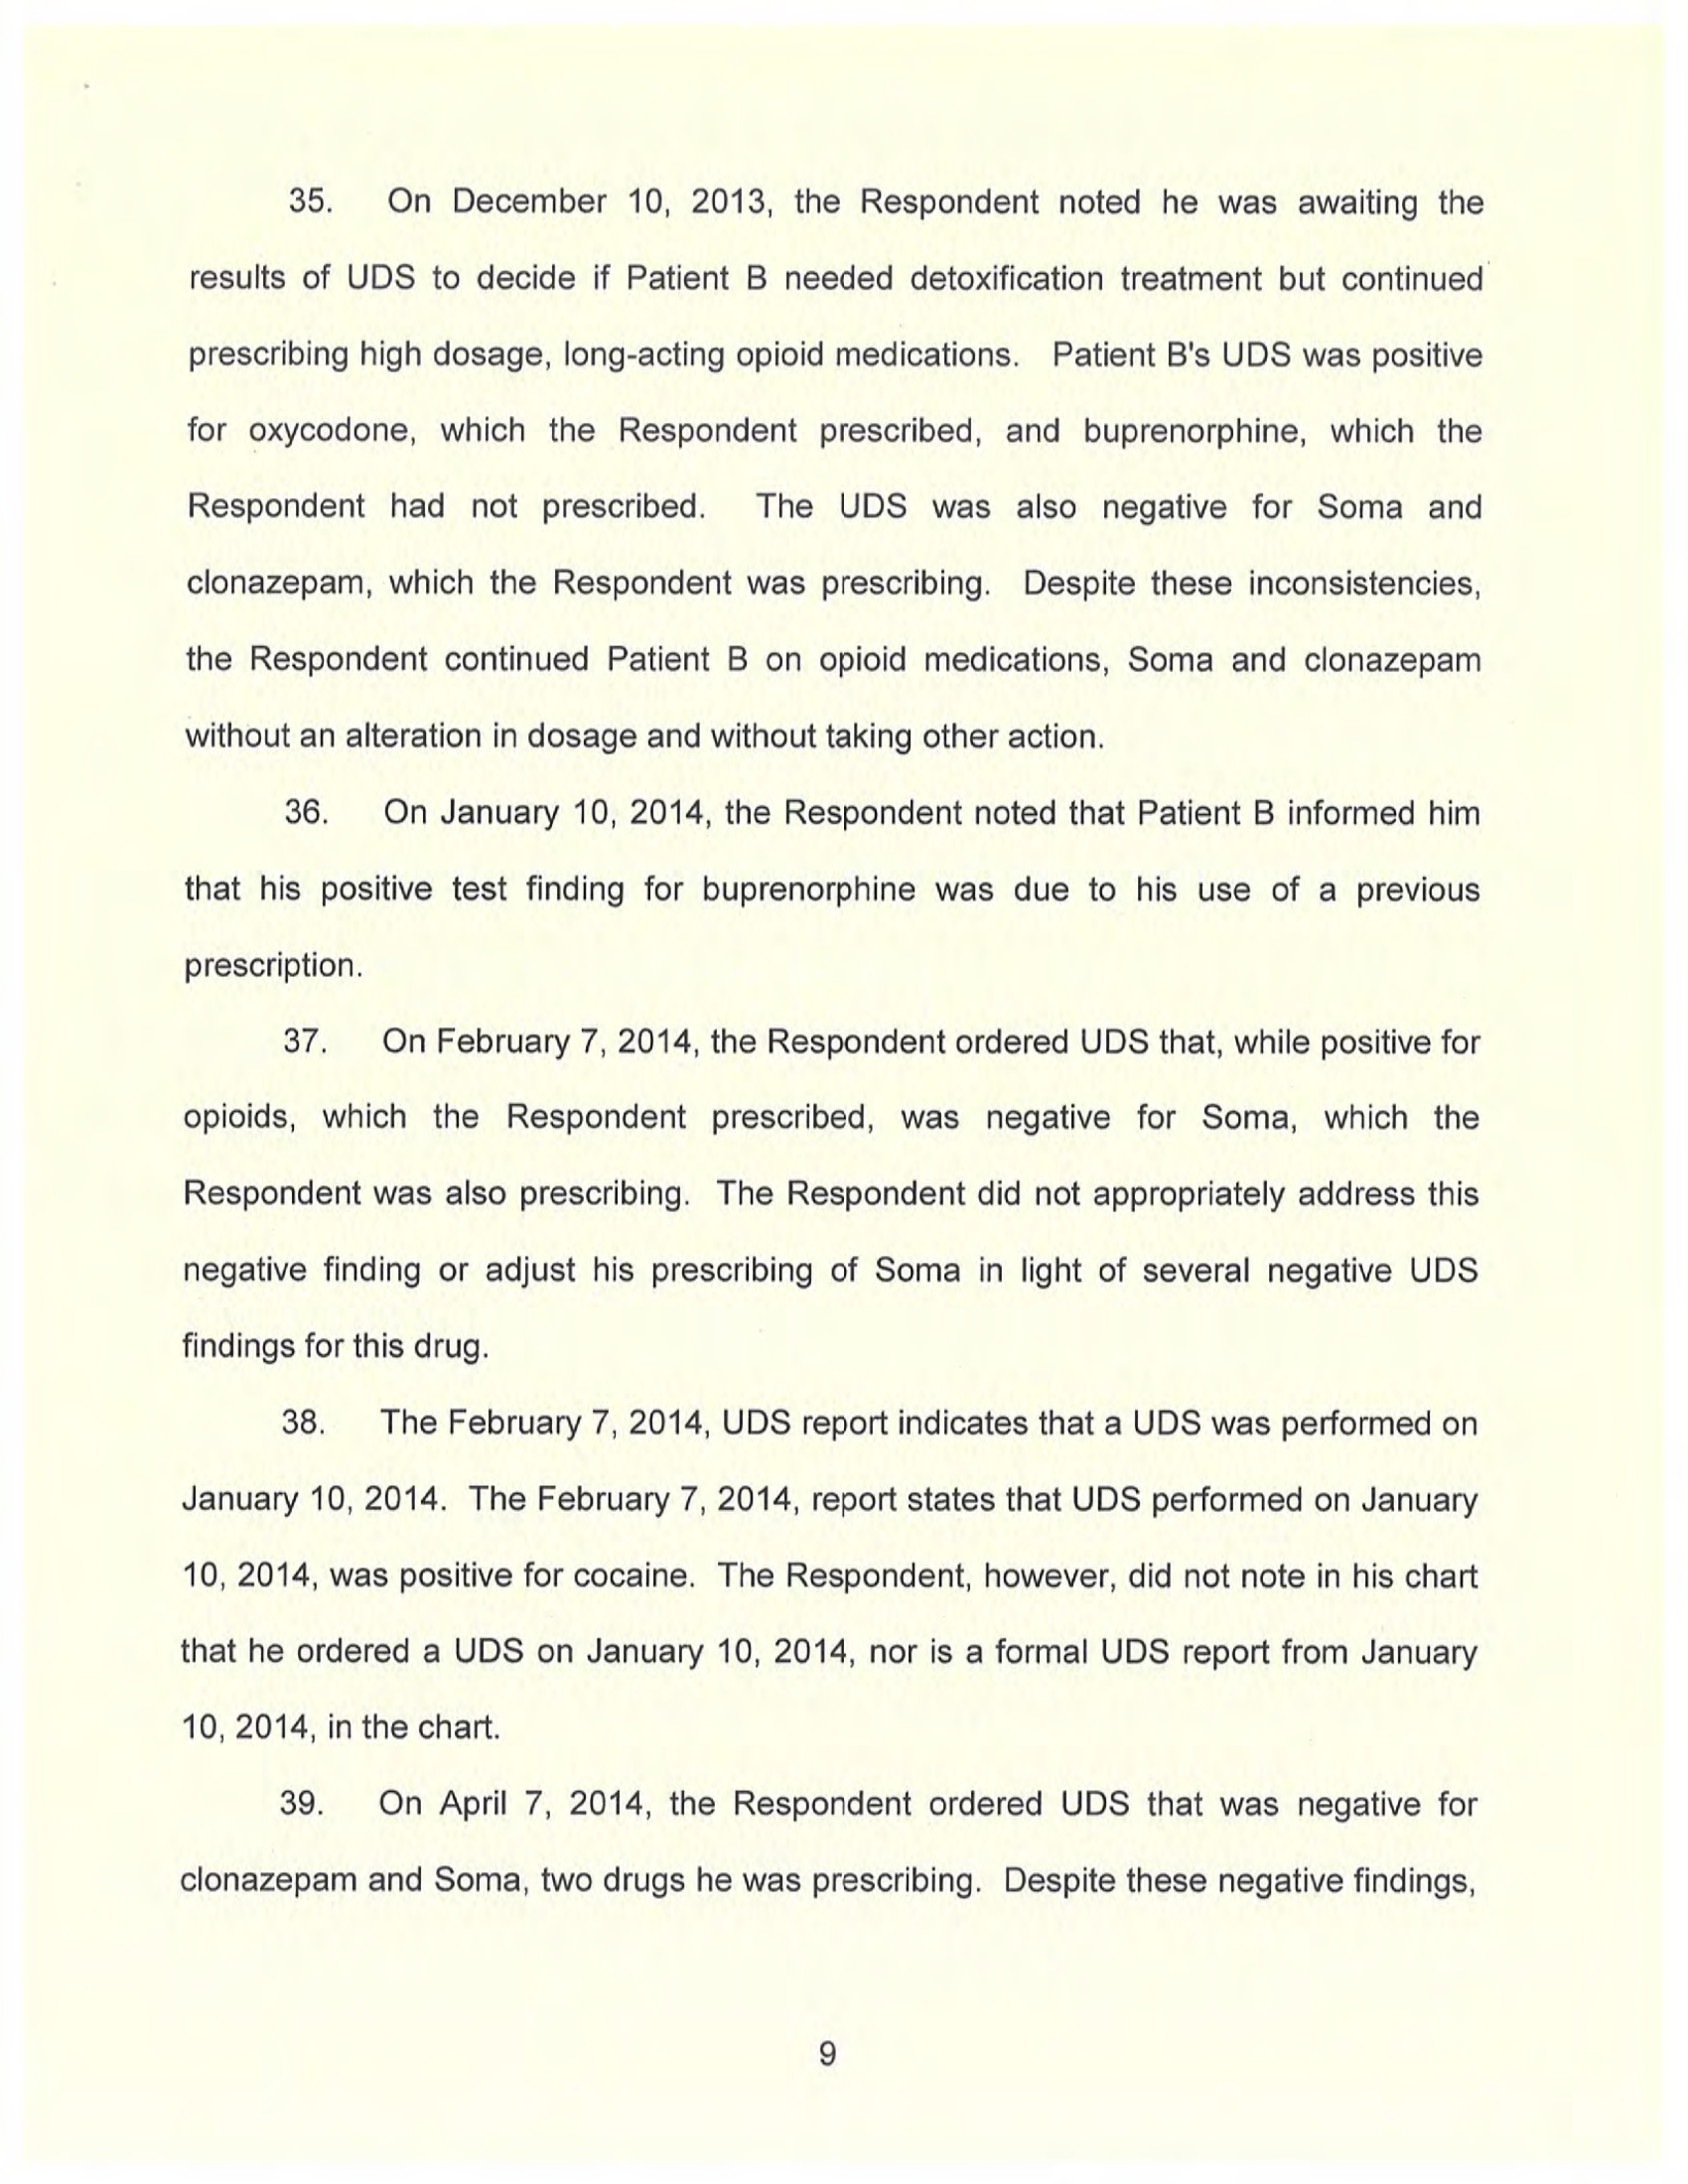 35. On December 10, 2013, the Respondent noted he was awaiting the
results of UDS to decide if Patient B needed detoxification treatment but continued
prescribing high dosage, long-acting opioid medications. Patient B's UDS was positive
for oxycodone, which the Respondent prescribed, and buprenorphine, which the
Respondent had not prescribed. The UDS was also negative for Soma and
clonazepam, which the Respondent was prescribing. Despite these inconsistencies,
the Respondent continued Patient B on opioid medications, Soma and clonazepam
without an alteration in dosage and without taking other action.
36. On January 10, 2014, the Respondent noted that Patient B informed him
that his positive test finding for buprenorphine was due to his use of a previous
prescription.
37. On February 7, 2014, the Respondent ordered UDS that, while positive for
opioids, which the Respondent prescribed, was negative for Soma, which the
Respondent was also prescribing. The Respondent did not appropriately address this
negative finding or adjust his prescribing of Soma in light of several negative UDS
findings for this drug.
38. The February 7, 2014, UDS report indicates that a UDS was performed on
January 10, 2014. The February 7, 2014, report states that UDS performed on January
10, 2014, was positive for cocaine. The Respondent, however, did not note in his chart
that he ordered a UDS on January 10, 2014, nor is a formal UDS report from January
10, 2014, in the chart.
39. On April 7, 2014, the Respondent ordered UDS that was negative for
clonazepam and Soma, two drugs he was prescribing. Despite these negative findings,
9